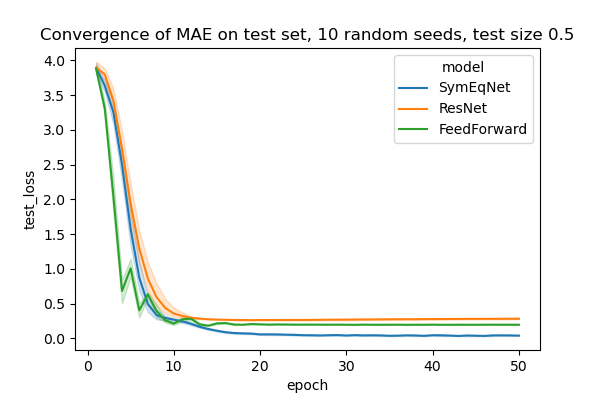 Convergence of MAE on test set, 10 random seeds, test size 0.5
4.0
3.5
3.0
2.5
2.0
1.5
1.0
0.5
0.0
test_loss
model
SymEqNet
ResNet
FeedForward
0 10 20 30 40 50
epoch